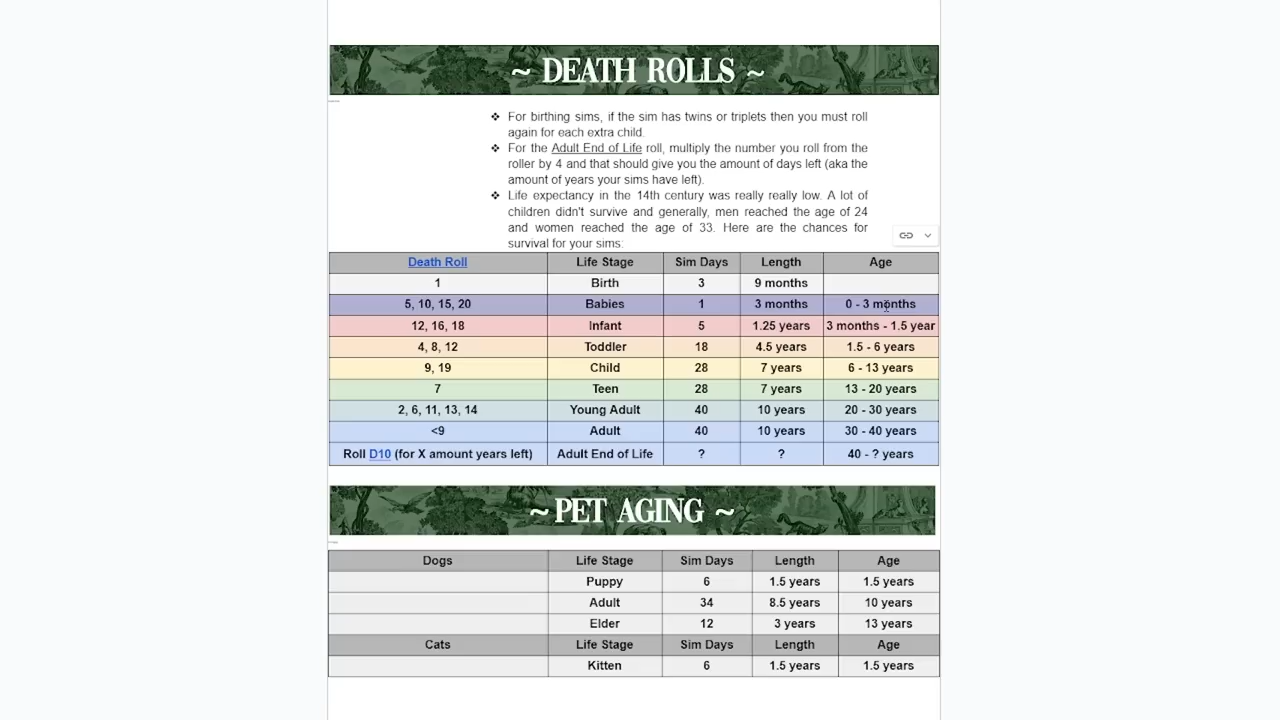 ~ DEATH ROLLS ~
❖ For birthing sims, if the sim has twins or triplets then you must roll
again for each extra child.
❖ For the Adult End of Life roll, multiply the number you roll from the
roller by 4 and that should give you the amount of days left (aka the
amount of years your sims have left).
❖ Life expectancy in the 14th century was really really low. A lot of
children didn't survive and generally, men reached the age of 24
and women reached the age of 33. Here are the chances for
survival for your sims:
Death Roll Life Stage Sim Days Length Age
1 Birth 3 9 months
5, 10, 15, 20 Babies 1 3 months 0 - 3 months
12, 16, 18 Infant 5 1.25 years 3 months - 1.5 year
4, 8, 12 Toddler 18 4.5 years 1.5 - 6 years
9, 19 Child 28 7 years 6 - 13 years
7 Teen 28 7 years 13 - 20 years
2, 6, 11, 13, 14 Young Adult 40 10 years 20 - 30 years
<9 Adult 40 10 years 30 - 40 years
Roll D10 (for X amount years left) Adult End of Life ? ? 40 - ? years
~ PET AGING ~
Dogs Life Stage Sim Days Length Age
Puppy 6 1.5 years 1.5 years
Adult 34 8.5 years 10 years
Elder 12 3 years 13 years
Cats Life Stage Sim Days Length Age
Kitten 6 1.5 years 1.5 years